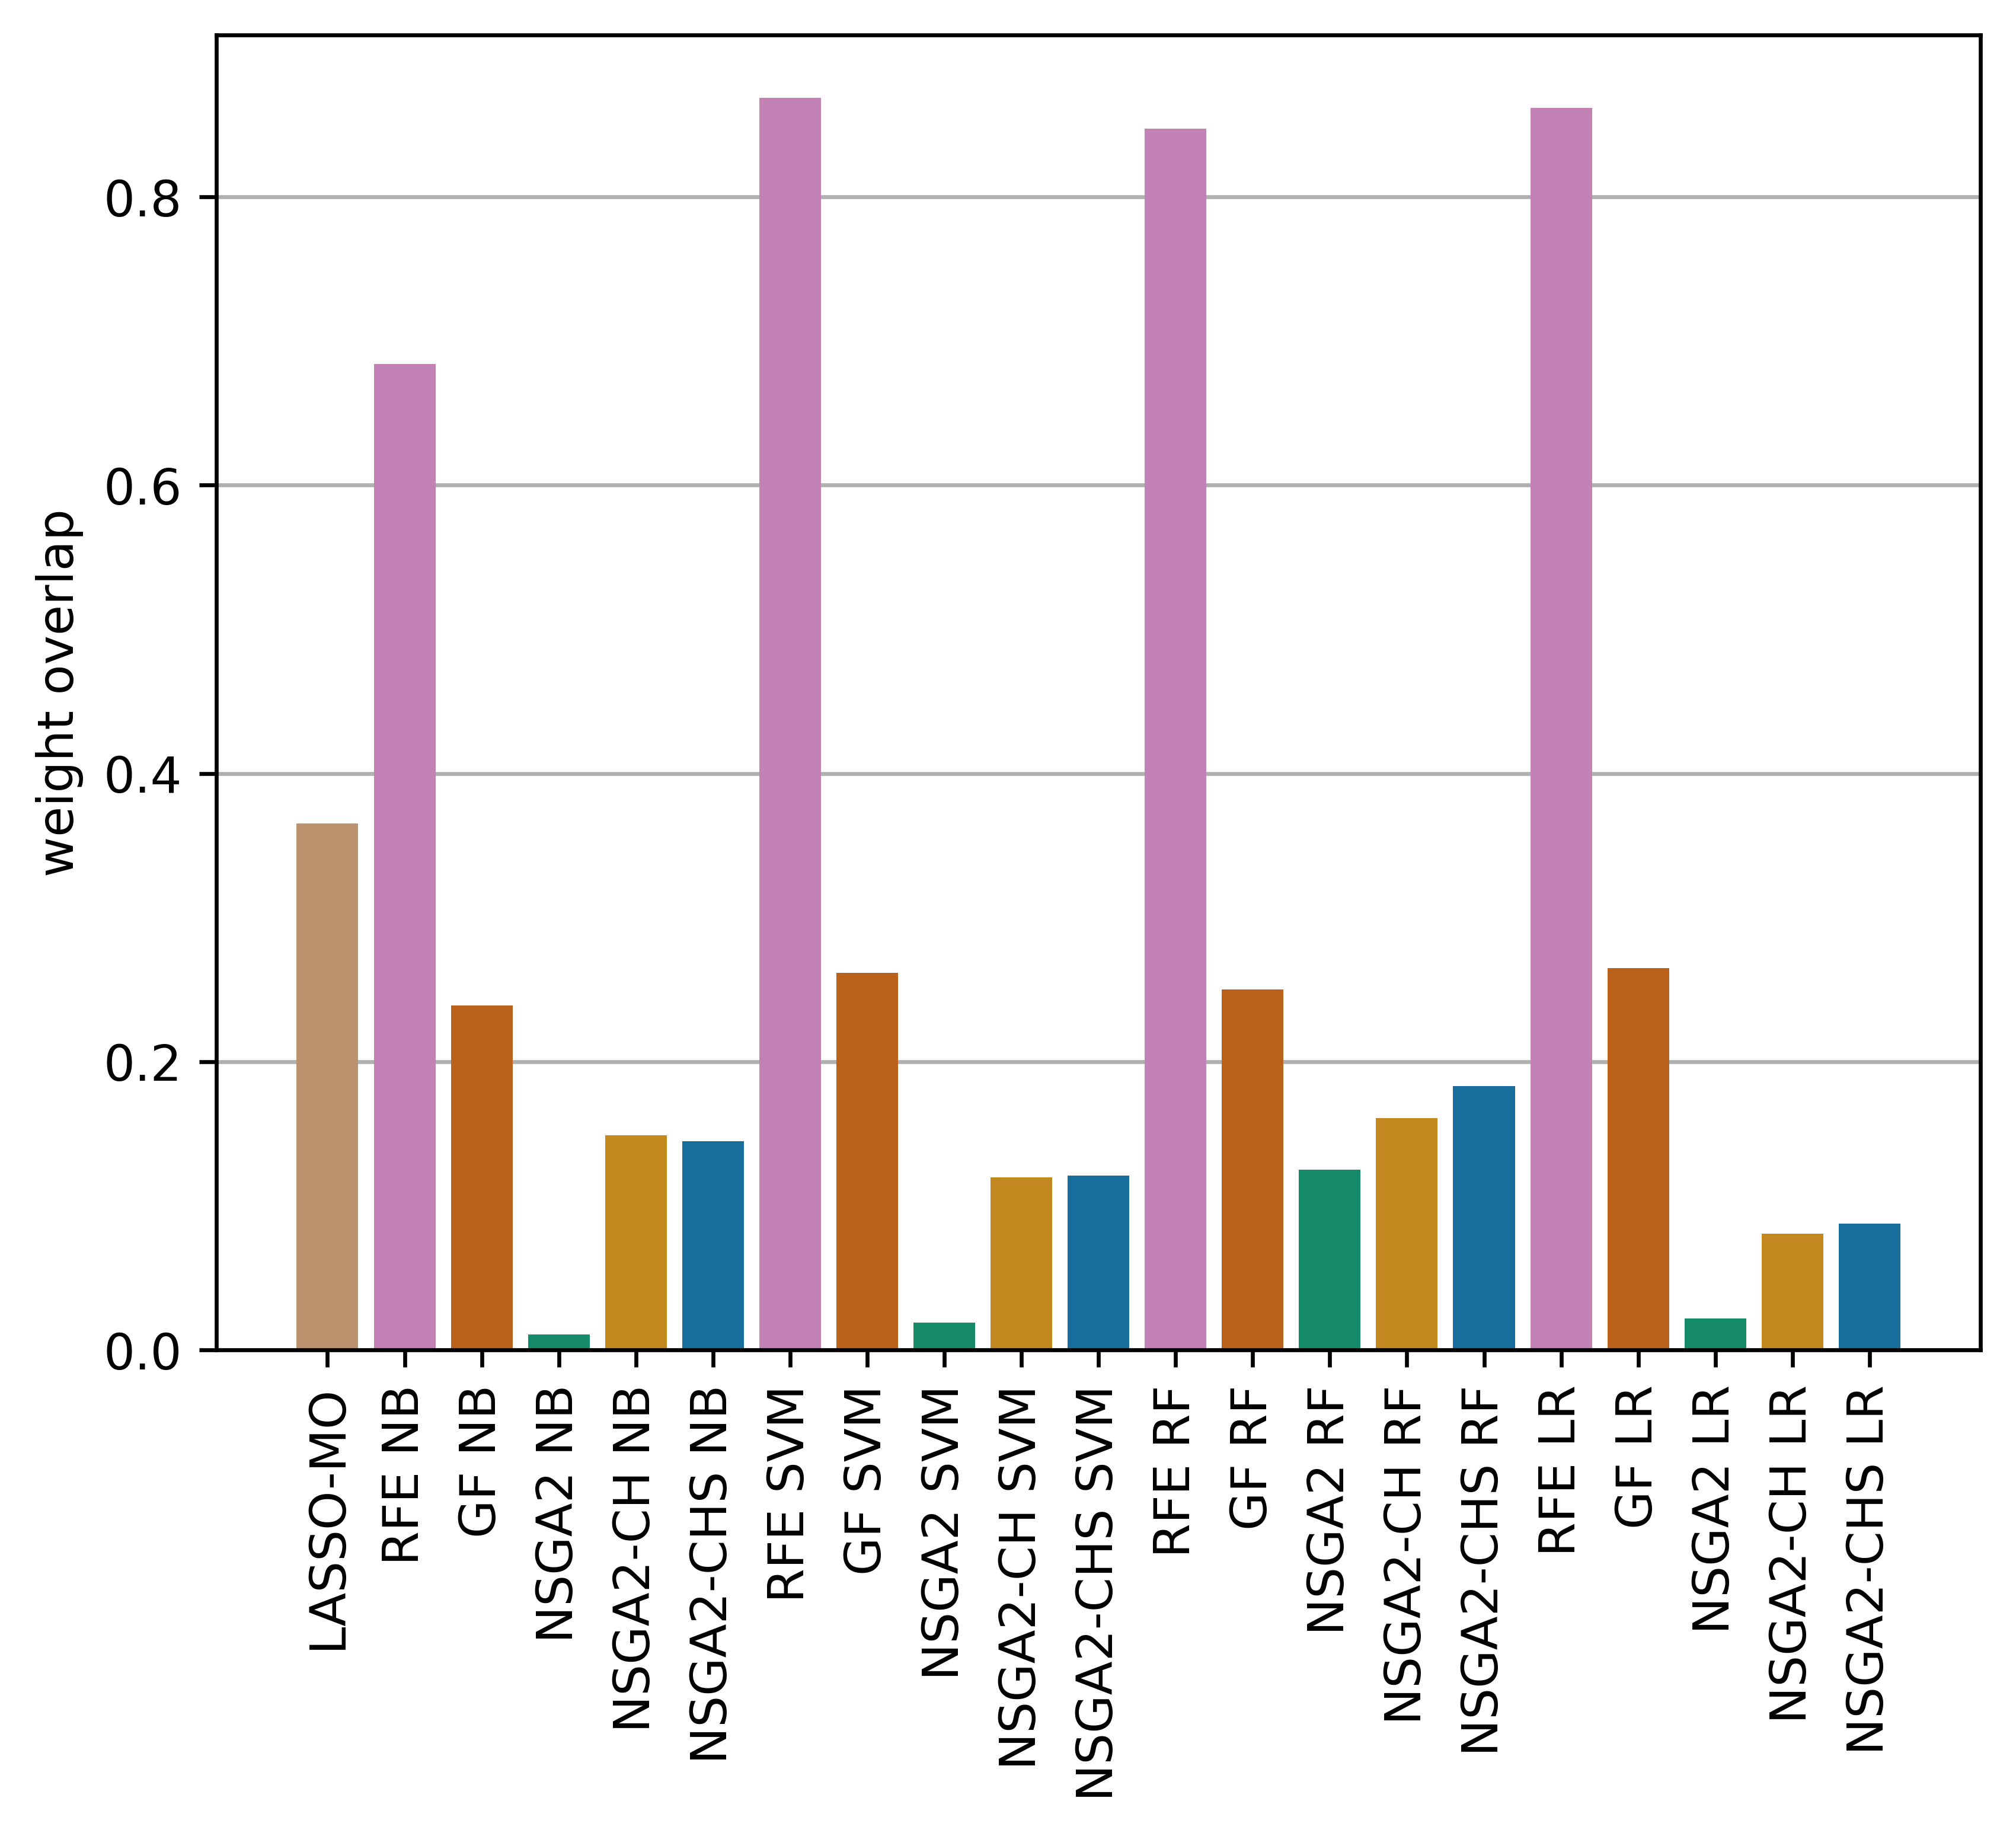 weight overlap
0.8
0.6
0.4
0.2
0.0
LASSO-MO
RFE NB
GF NB
NSGA2 NB
NSGA2-CH NB
NSGA2-CHS NB
RFE SVM
GF SVM
NSGA2 SVM
NSGA2-CH SVM
NSGA2-CHS SVM
RFE RF
GF RF
NSGA2 RF
NSGA2-CH RF
NSGA2-CHS RF
RFE LR
GF LR
NSGA2 LR
NSGA2-CH LR
NSGA2-CHS LR